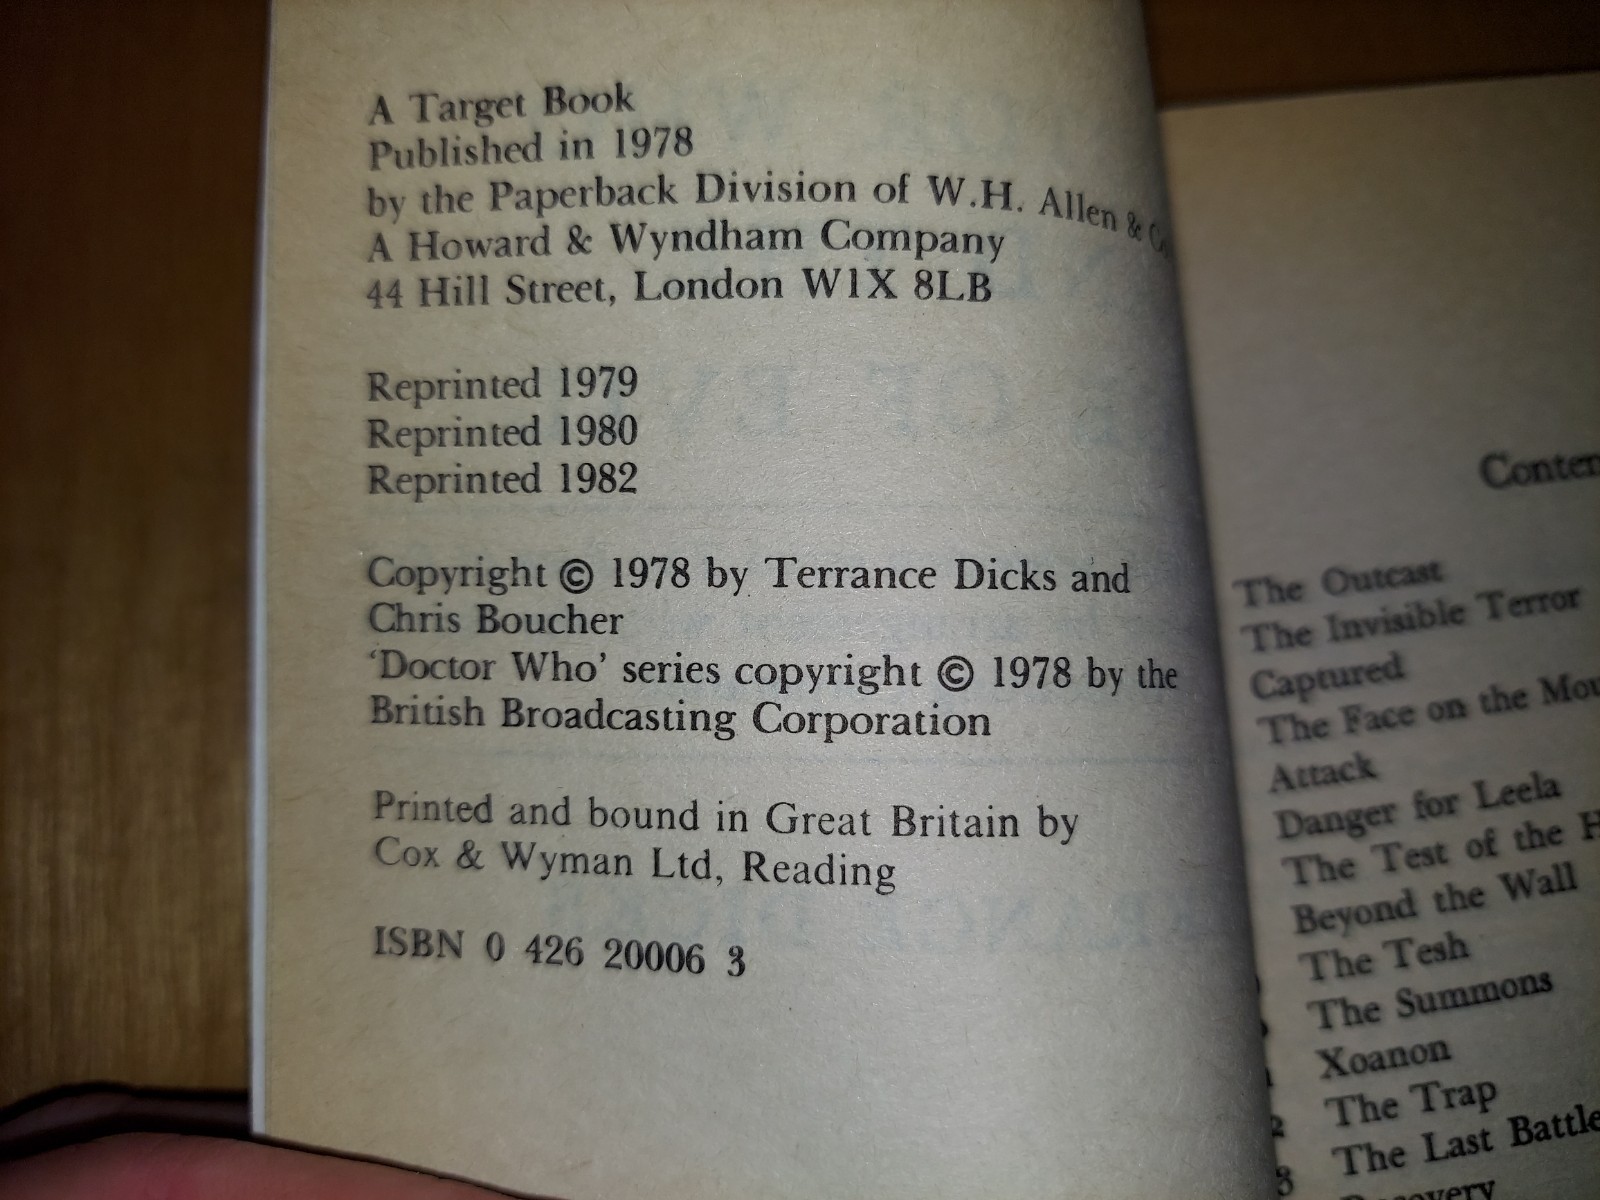 A Target Book
Published in 1978
by the Paperback Division of W.H. Allen &
A Howard & Wyndham Company
44 Hill Street, London W1X 8LB
Reprinted 1979
Reprinted 1980
Reprinted 1982
Copyright © 1978 by Terrance Dicks and
Chris Boucher
'Doctor Who' series copyright © 1978 by the
British Broadcasting Corporation
Printed and bound in Great Britain by
Cox & Wyman Ltd, Reading
ISBN 0 426 20006 3
The Outcast
The Invisible Terror
Captured
The Face on the
Attack
Danger for Leela
The Test of the
Beyond the Wall
The Tesh
The Summons
Xoanon
The Trap
The Last Battle